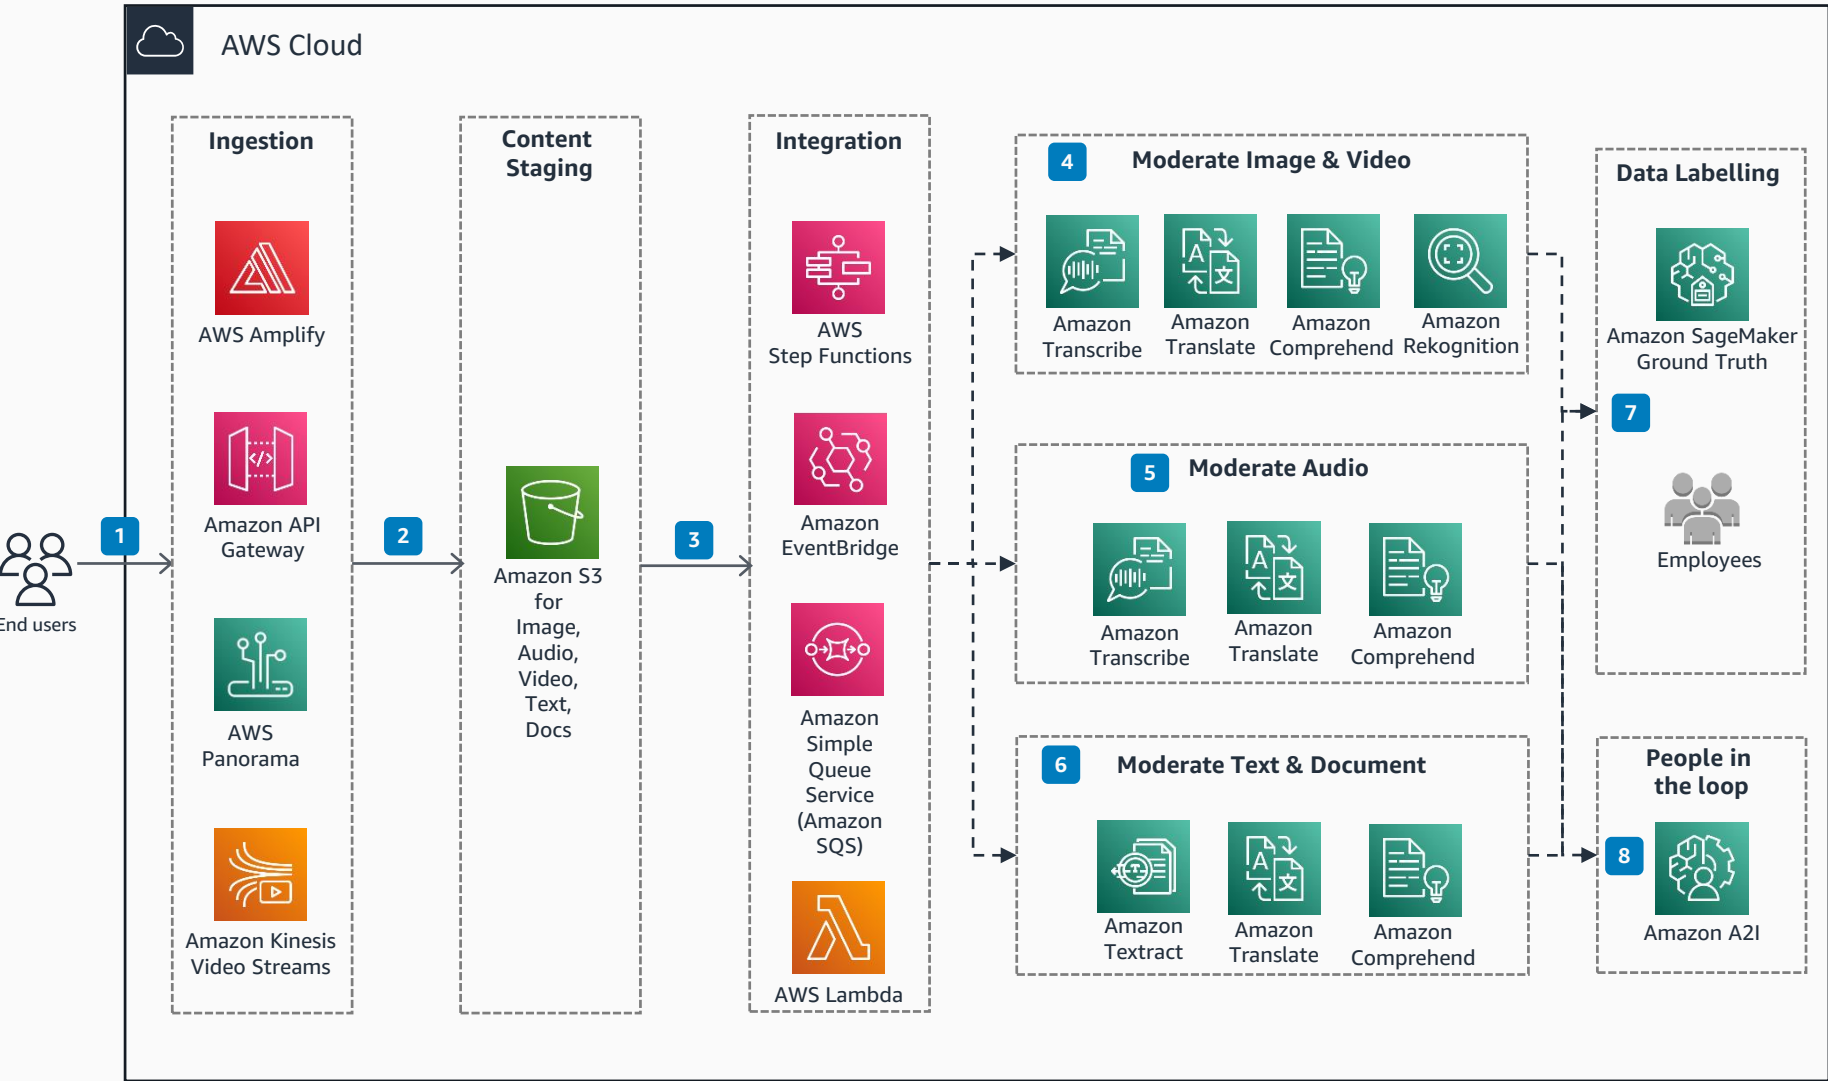 AWS Cloud
1
End users
Ingestion
AWS Amplify
Amazon API
Gateway
AWS
Panorama
Amazon Kinesis
Video Streams
2
Content
Staging
Amazon S3
for
Image,
Audio,
Video,
Text,
Docs
3
Integration
AWS
Step Functions
Amazon
EventBridge
Amazon
Simple
Queue
Service
(Amazon
SQS)
AWS Lambda
4
Moderate Image & Video
Amazon
Transcribe
Amazon
Translate
Amazon
Comprehend
Amazon
Rekognition
5
Moderate Audio
Amazon
Transcribe
Amazon
Translate
Amazon
Comprehend
6
Moderate Text & Document
Amazon
Textract
Amazon
Translate
Amazon
Comprehend
Data Labelling
Amazon SageMaker
Ground Truth
7
Employees
People in
the loop
8
Amazon A2I